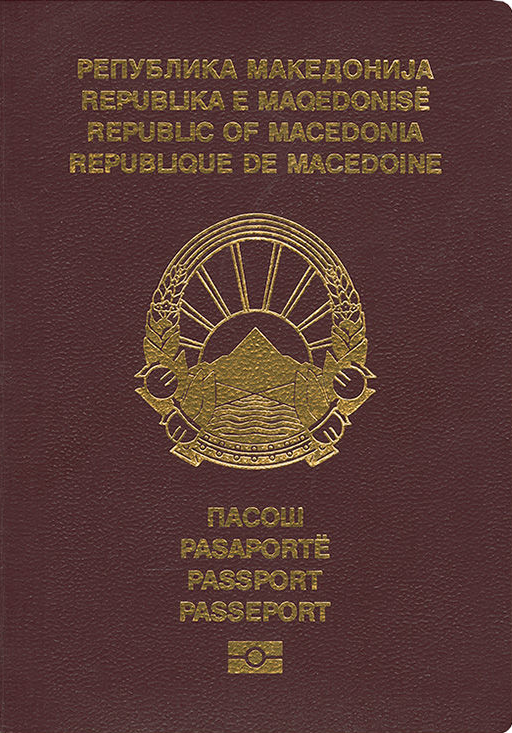 РЕПУБЛИКА МАКЕДОНИЈА
REPUBLIKA E MAQEDONISË
REPUBLIC OF MACEDONIA
REPUBLIQUE DE MACEDOINE
ПАСОШ
PASAPORTË
PASSPORT
PASSEPORT